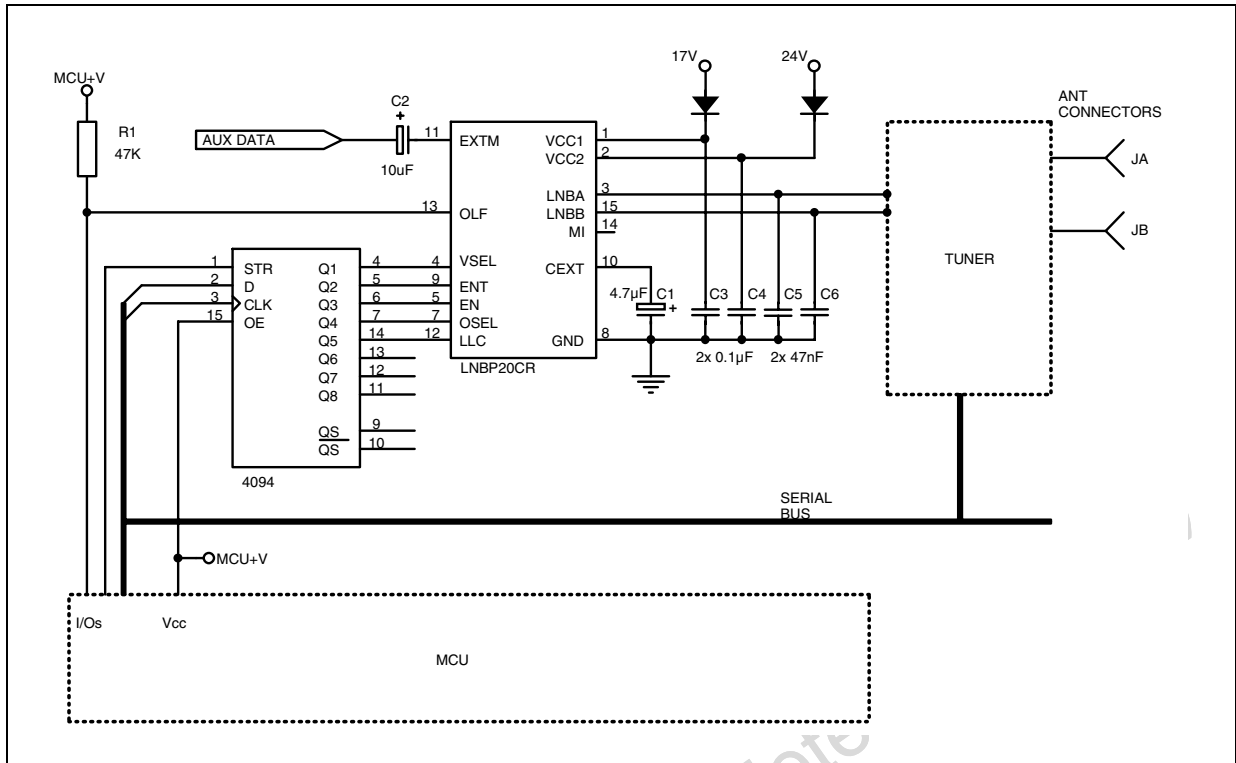 17V
24V
MCU+V
ANT
CONNECTORS
C2
+
R1
47K
AUX DATA
11
EXTM
VCC1
1
10uF
VCC2
2
JA
LNBA
3
13
OLF
LNBB
15
MI
14
JB
TUNER
1
STR
Q1
4
4
VSEL
CEXT
10
2
D
Q2
5
9
ENT
3
CLK
Q3
6
5
EN
4.7µF
C1
+
C3
C4
C5
C6
15
OE
Q4
7
7
OSEL
Q5
14
12
LLC
GND
8
Q6
13
2x 0.1µF
2x 47nF
Q7
12
LNBP20CR
Q8
11
QS
9
QS
10
4094
SERIAL
BUS
MCU+V
I/Os
Vcc
MCU